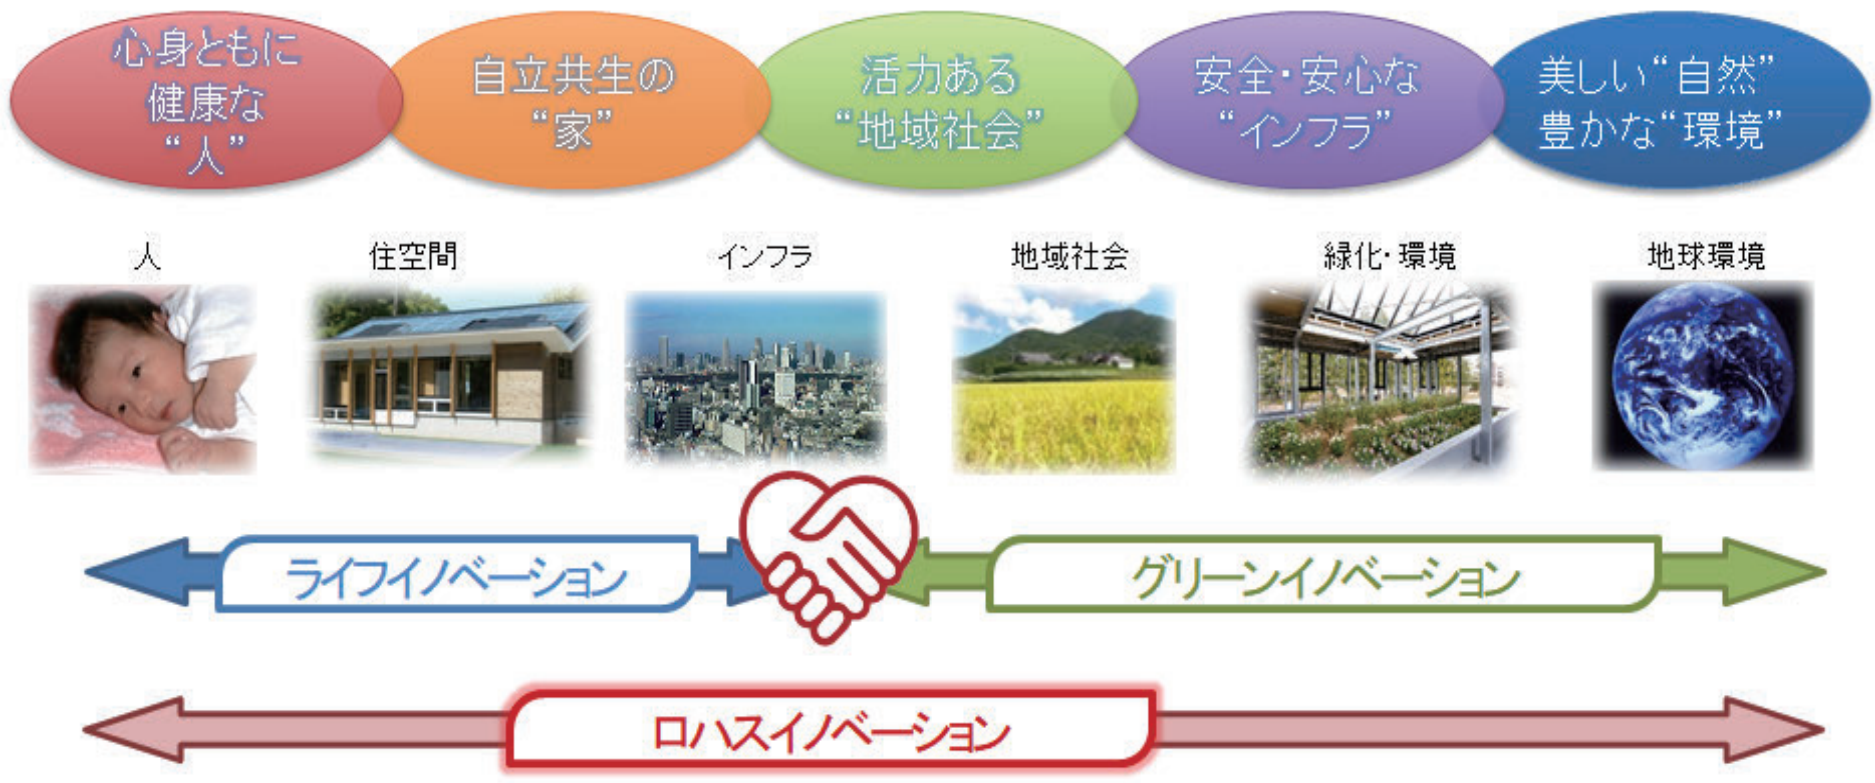 心身ともに
健康な
“人”
自立共生の
“家”
活力ある
“地域社会”
安全・安心な
“インフラ”
美しい“自然”
豊かな“環境”
人
住空間
インフラ
地域社会
緑化・環境
地球環境
ライフイノベーション
グリーンイノベーション
ロハスイノベーション